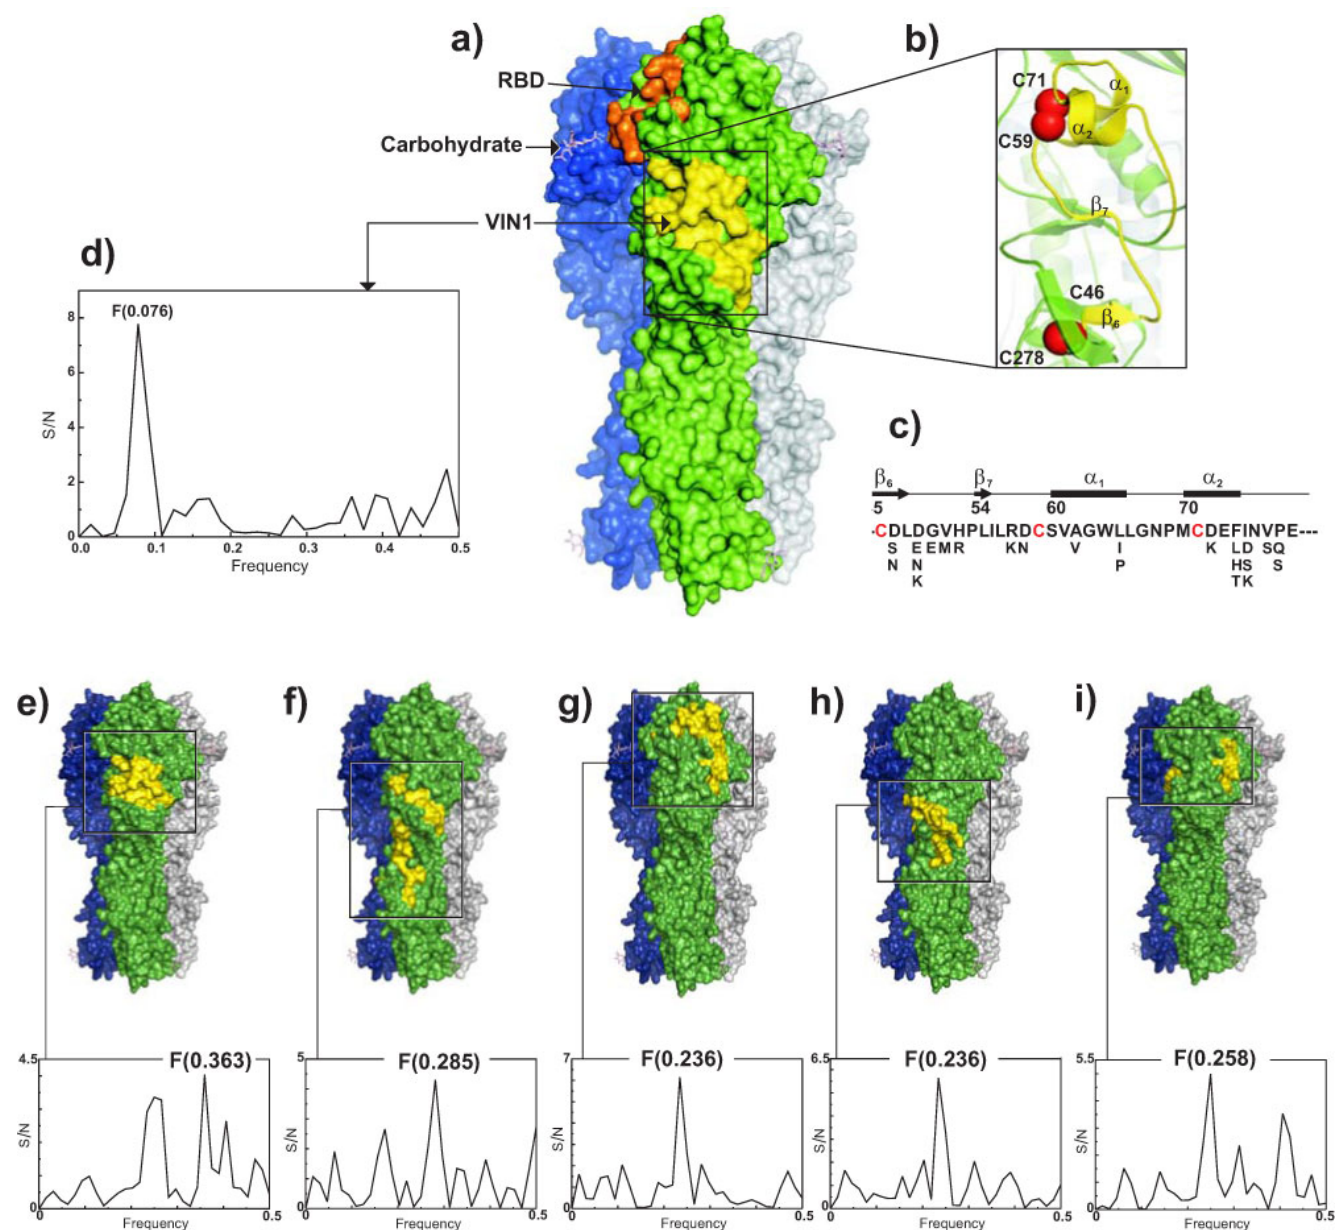 a)
RBD
Carbohydrate
VIN1
b)
C71
α1
α2
C59
β7
C46
β6
C278
c)
β6 β7 α1 α2
5 54 60 70
CDLDGVHPLILRDCSVAGWLLGNPMCDEFINVPE---
S E EMR KN V I K LD SQ
N N P HS S
K TK
d)
F(0.076)
8
6
4
2
0
S/N
0.0 0.1 0.2 0.3 0.4 0.5
Frequency
e)
4.5
F(0.363)
S/N
0
0 0.5
Frequency
f)
5
F(0.285)
S/N
0
0 0.5
Frequency
g)
7
F(0.236)
S/N
0
0 0.5
Frequency
h)
6.5
F(0.236)
S/N
0
0 0.5
Frequency
i)
5.5
F(0.258)
S/N
0
0 0.5
Frequency